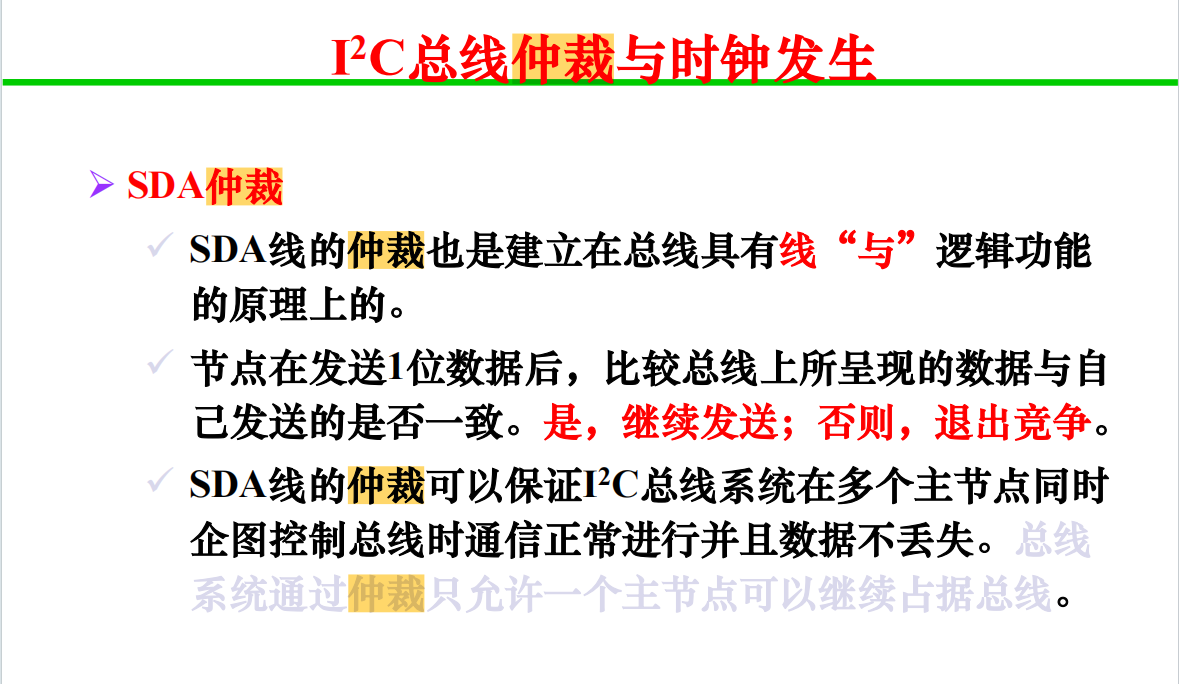 I²C总线仲裁与时钟发生
SDA仲裁
SDA线的仲裁也是建立在总线具有线“与”逻辑功能
的原理上的。
节点在发送1位数据后，比较总线上所呈现的数据与自
己发送的是否一致。是，继续发送；否则，退出竞争。
SDA线的仲裁可以保证I²C总线系统在多个主节点同时
企图控制总线时通信正常进行并且数据不丢失。总线
系统通过仲裁只允许一个主节点可以继续占据总线。